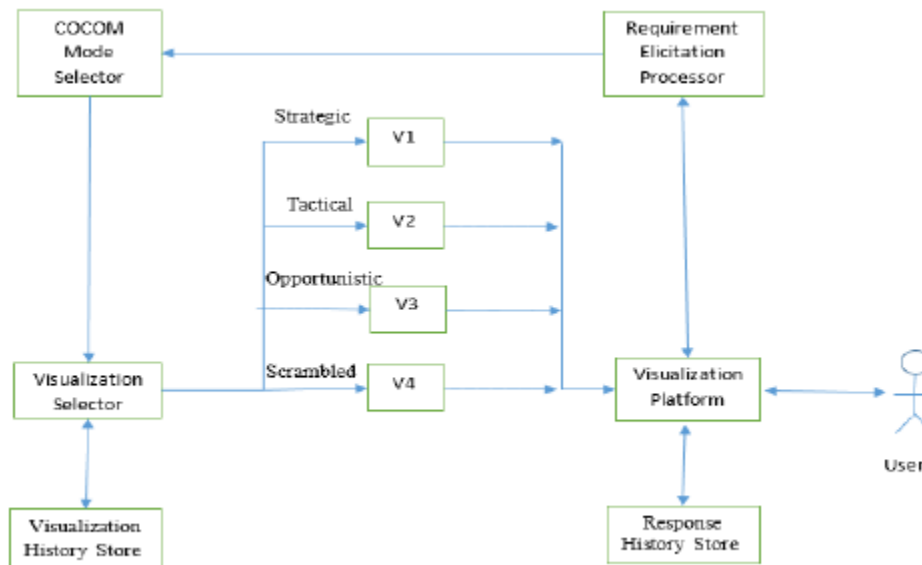 COCOM
Mode
Selector
Requirement
Elicitation
Processor
Strategic
V1
Tactical
V2
Opportunistic
V3
Scrambled
V4
Visualization
Selector
Visualization
Platform
User
Visualization
History Store
Response
History Store